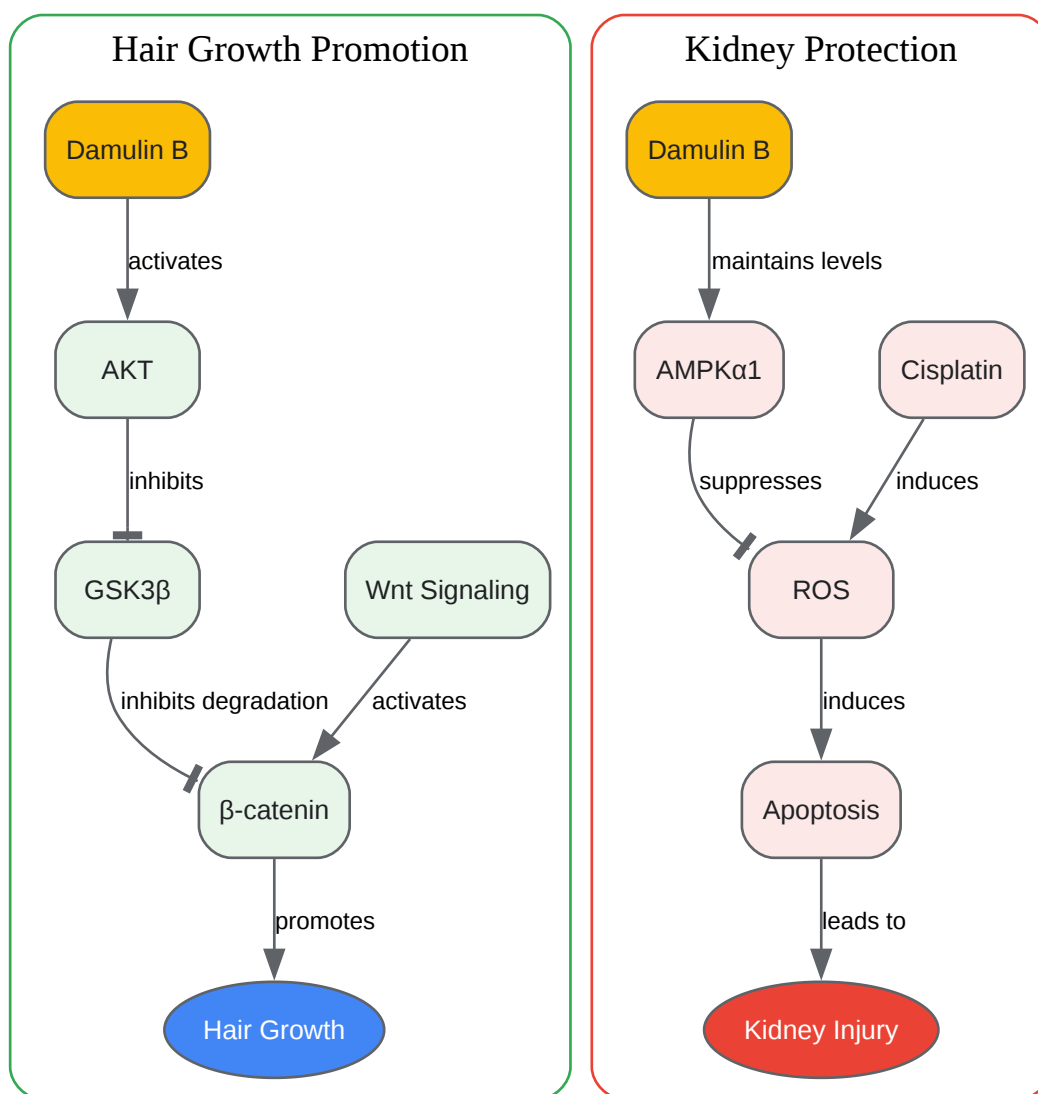 Hair Growth Promotion
Damulin B
activates
AKT
inhibits
GSK3β
Wnt Signaling
inhibits degradation
activates
β-catenin
promotes
Hair Growth
Kidney Protection
Damulin B
maintains levels
AMPKα1
Cisplatin
suppresses
induces
ROS
induces
Apoptosis
leads to
Kidney Injury